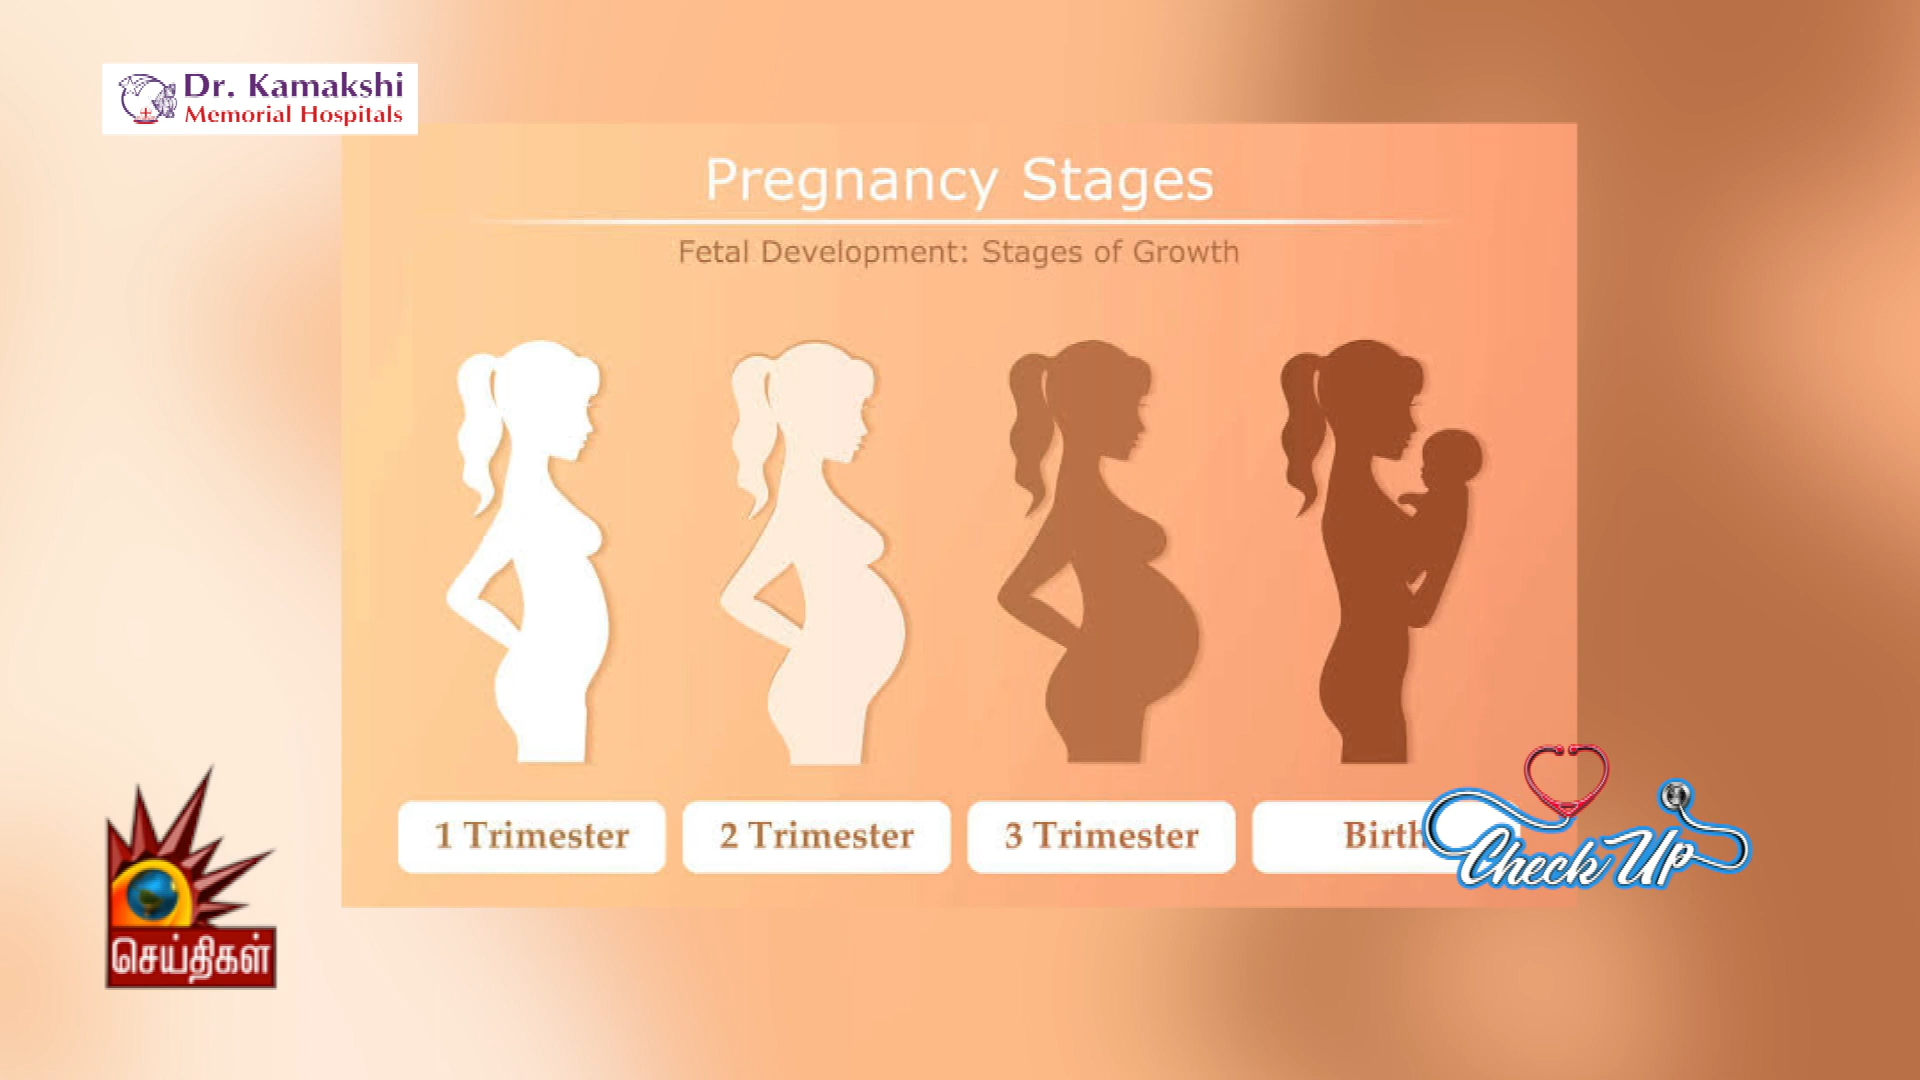 Dr. Kamakshi
Memorial Hospitals
Pregnancy Stages
Fetal Development: Stages of Growth
1 Trimester
2 Trimester
3 Trimester
Birth
Check Up
செய்திகள்